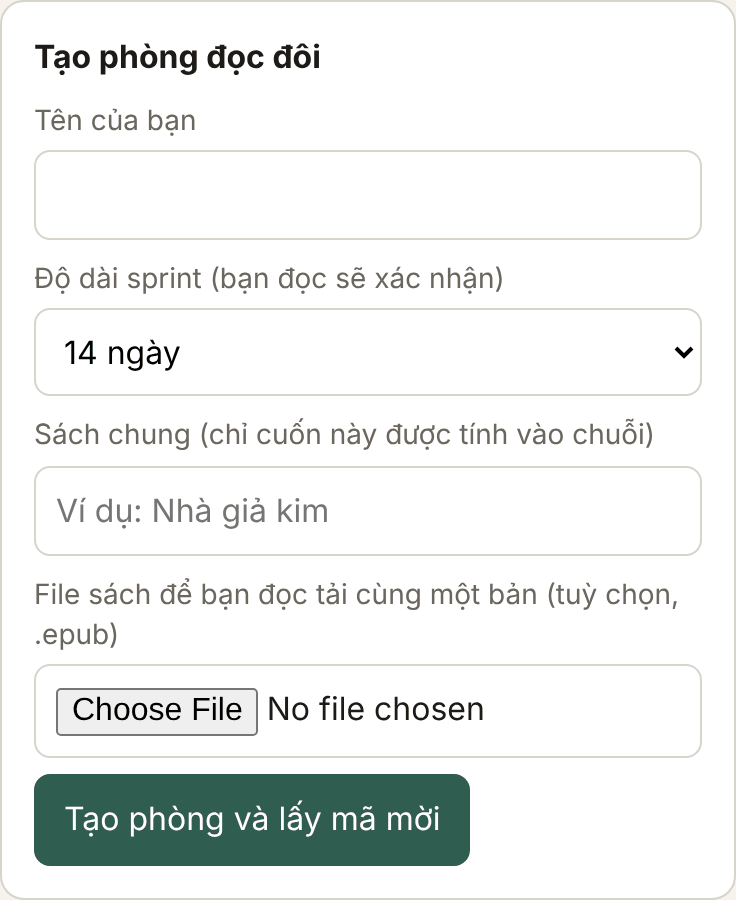 Tạo phòng đọc đôi
Tên của bạn
Độ dài sprint (bạn đọc sẽ xác nhận)
14 ngày
Sách chung (chỉ cuốn này được tính vào chuỗi)
Ví dụ: Nhà giả kim
File sách để bạn đọc tải cùng một bản (tuỳ chọn,
.epub)
Choose File No file chosen
Tạo phòng và lấy mã mời